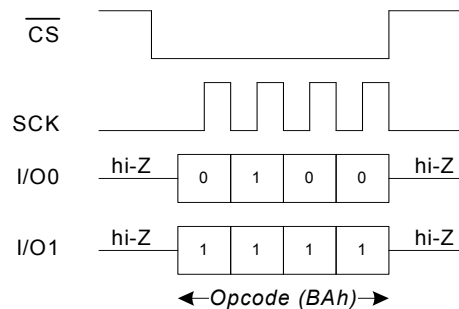 CS
SCK
I/O0 hi-Z 0 1 0 0 hi-Z
I/O1 hi-Z 1 1 1 1 hi-Z
Opcode (BAh)